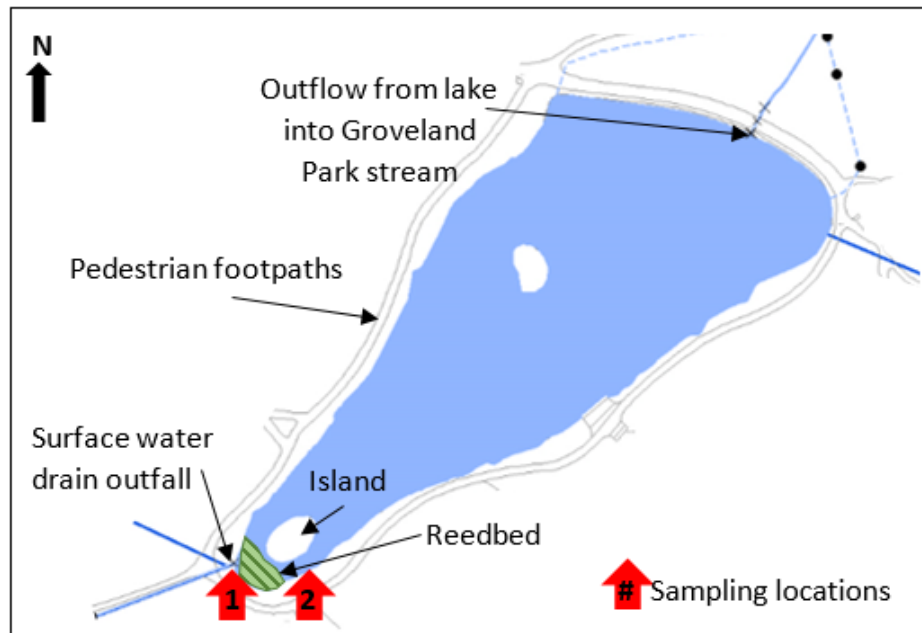 N
Outflow from lake
into Groveland
Park stream
Pedestrian footpaths
Surface water
drain outfall
Island
Reedbed
1
2
# Sampling locations